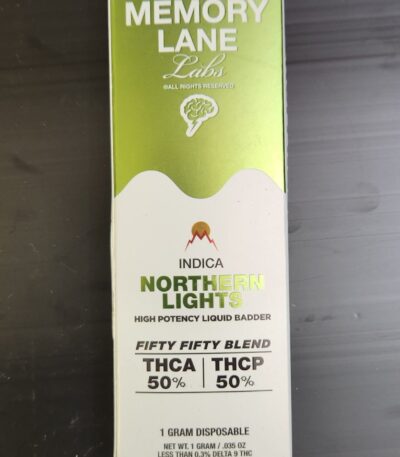 MEMORY
LANE
Labs
®ALL RIGHTS RESERVED
INDICA
NORTHERN
LIGHTS
HIGH POTENCY LIQUID BADDER
FIFTY FIFTY BLEND
THCA | THCP
50% | 50%
1 GRAM DISPOSABLE
NET WT. 1 GRAM / .035 OZ
LESS THAN 0.3% DELTA 9 THC